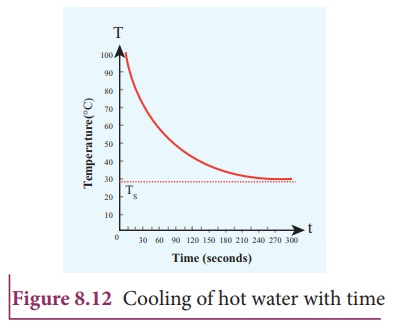 T
100
90
80
70
60
50
40
30
20
10
0
Temperature(°C)
Ts
30 60 90 120 150 180 210 240 270 300
t
Time (seconds)
Figure 8.12 Cooling of hot water with time